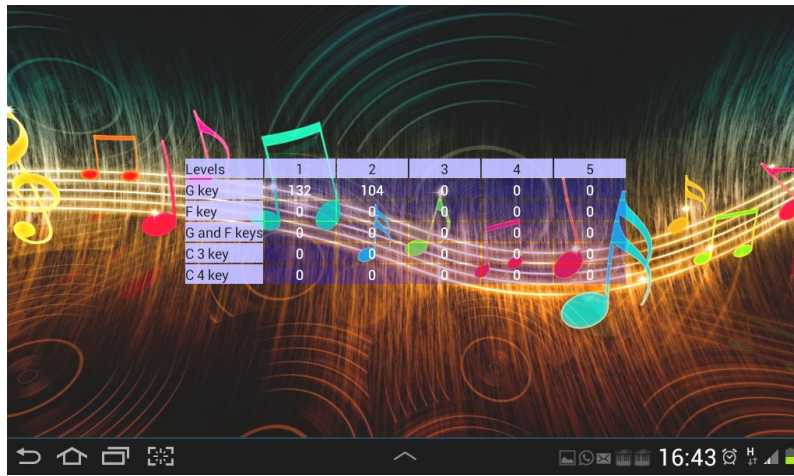 Levels 1 2 3 4 5
G key 132 104 0 0 0
F key 0 0 0 0 0
G and F keys 0 0 0 0 0
C 3 key 0 0 0 0 0
C 4 key 0 0 0 0 0
16:43 H